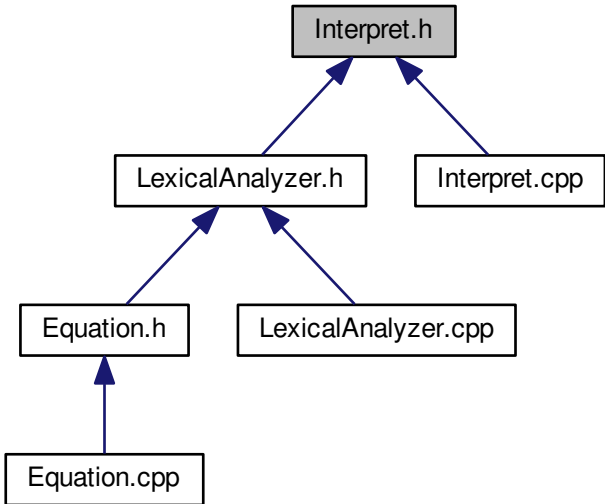 Interpret.h
LexicalAnalyzer.h
Interpret.cpp
Equation.h
LexicalAnalyzer.cpp
Equation.cpp